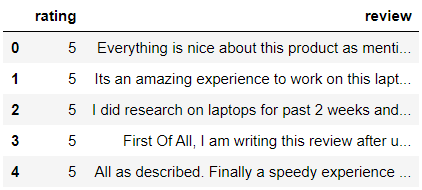 rating review
0 5 Everything is nice about this product as menti...
1 5 Its an amazing experience to work on this lapt...
2 5 I did research on laptops for past 2 weeks and...
3 5 First Of All, I am writing this review after u...
4 5 All as described. Finally a speedy experience ...